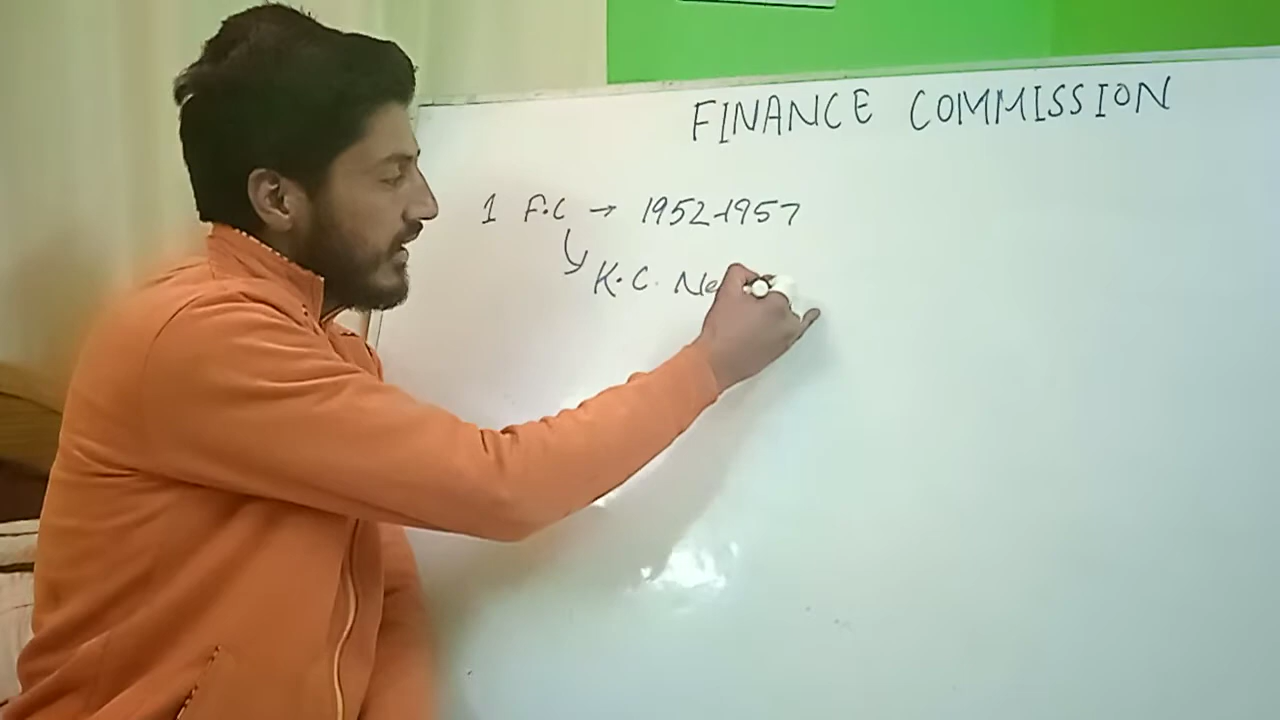 FINANCE COMMISSION
1 F.C → 1952-1957
K.C. Ne